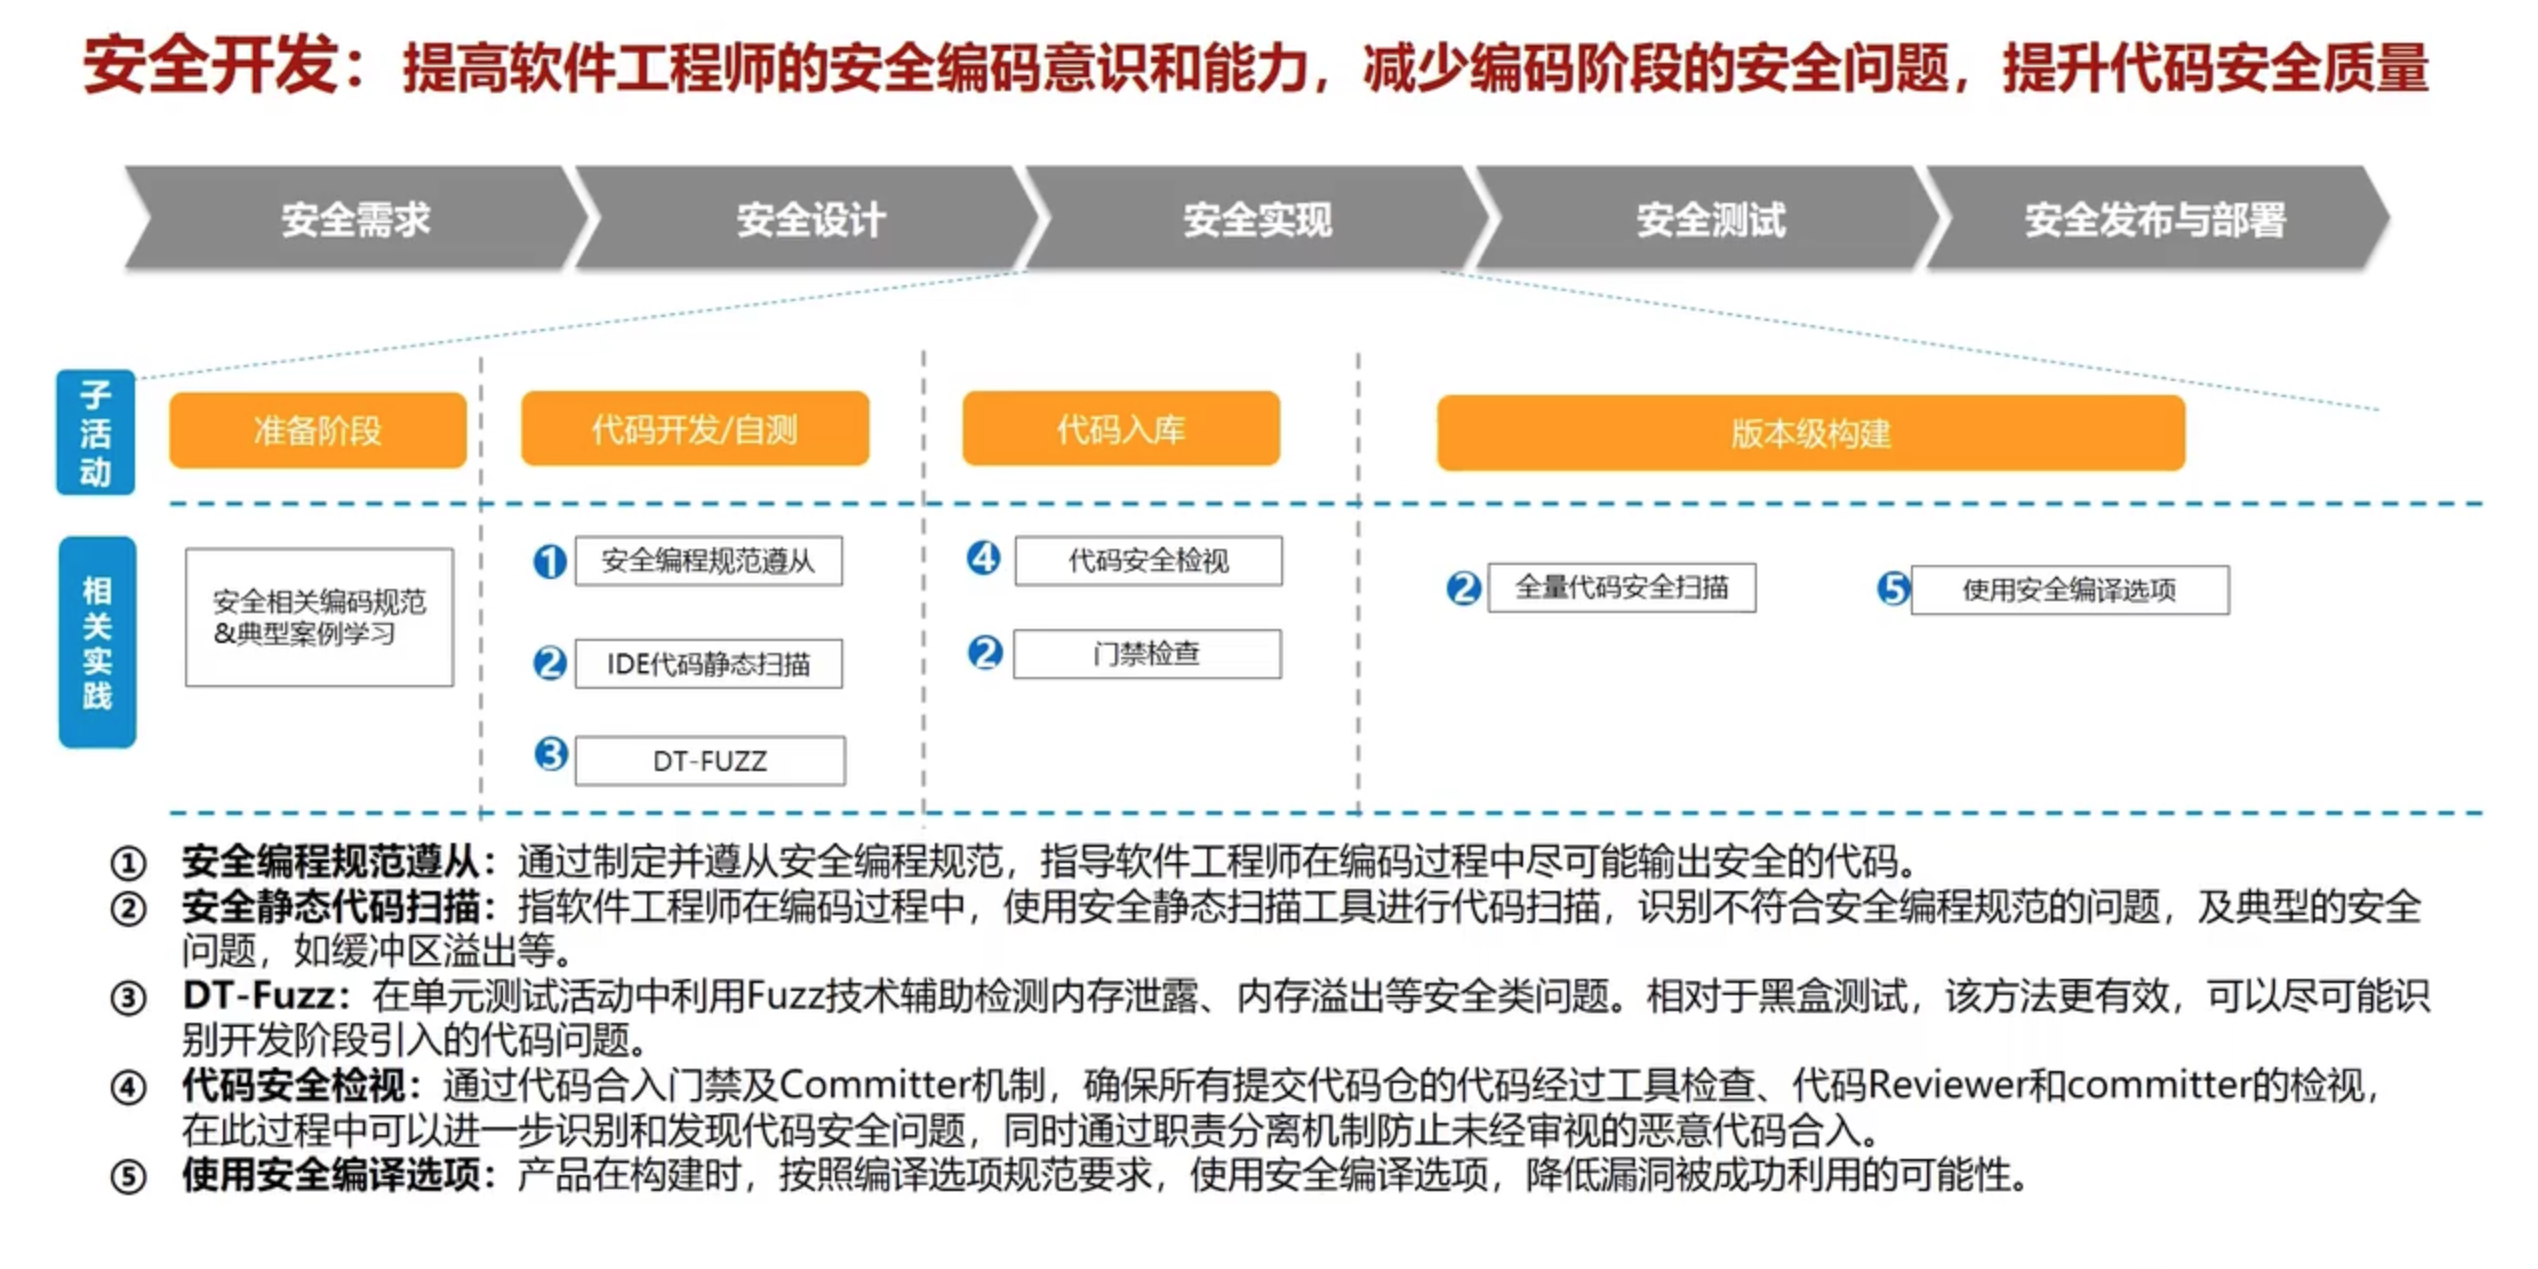 安全开发：提高软件工程师的安全编码意识和能力，减少编码阶段的安全问题，提升代码安全质量
安全需求
安全设计
安全实现
安全测试
安全发布与部署
子活动
准备阶段
代码开发/自测
代码入库
版本级构建
相关实践
安全相关编码规范
&典型案例学习
❶ 安全编程规范遵从
❷ IDE代码静态扫描
❸ DT-FUZZ
❹ 代码安全检视
❷ 门禁检查
❷ 全量代码安全扫描
❺ 使用安全编译选项
① 安全编程规范遵从：通过制定并遵从安全编程规范，指导软件工程师在编码过程中尽可能输出安全的代码。
② 安全静态代码扫描：指软件工程师在编码过程中，使用安全静态扫描工具进行代码扫描，识别不符合安全编程规范的问题，及典型的安全
问题，如缓冲区溢出等。
③ DT-Fuzz：在单元测试活动中利用Fuzz技术辅助检测内存泄露、内存溢出等安全类问题。相对于黑盒测试，该方法更有效，可以尽可能识
别开发阶段引入的代码问题。
④ 代码安全检视：通过代码合入门禁及Committer机制，确保所有提交代码仓的代码经过工具检查、代码Reviewer和committer的检视，
在此过程中可以进一步识别和发现代码安全问题，同时通过职责分离机制防止未经审视的恶意代码合入。
⑤ 使用安全编译选项：产品在构建时，按照编译选项规范要求，使用安全编译选项，降低漏洞被成功利用的可能性。